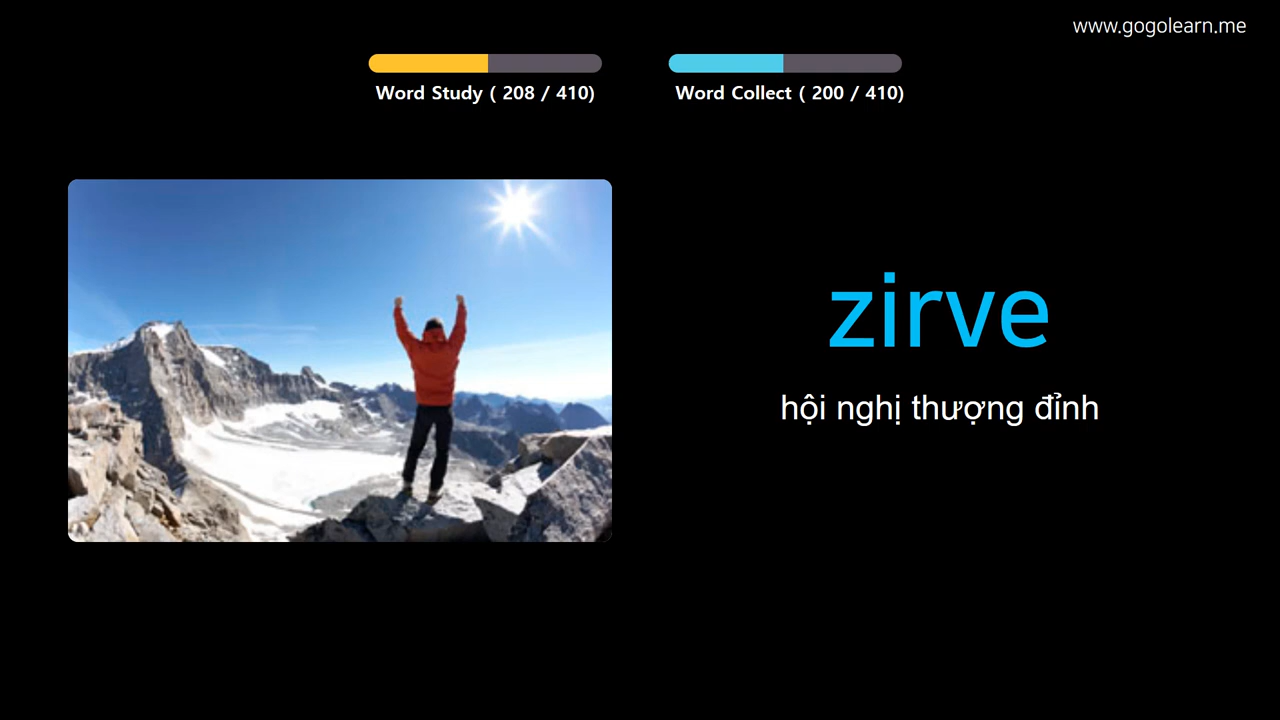 www.gogolearn.me
Word Study ( 208 / 410)
Word Collect ( 200 / 410)
zirve
hội nghị thượng đỉnh